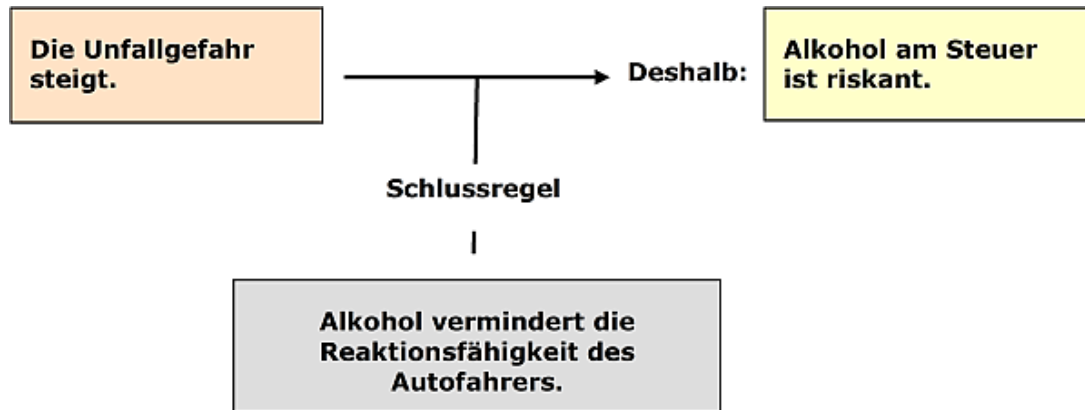 Die Unfallgefahr
steigt.
Deshalb:
Alkohol am Steuer
ist riskant.
Schlussregel
Alkohol vermindert die
Reaktionsfähigkeit des
Autofahrers.